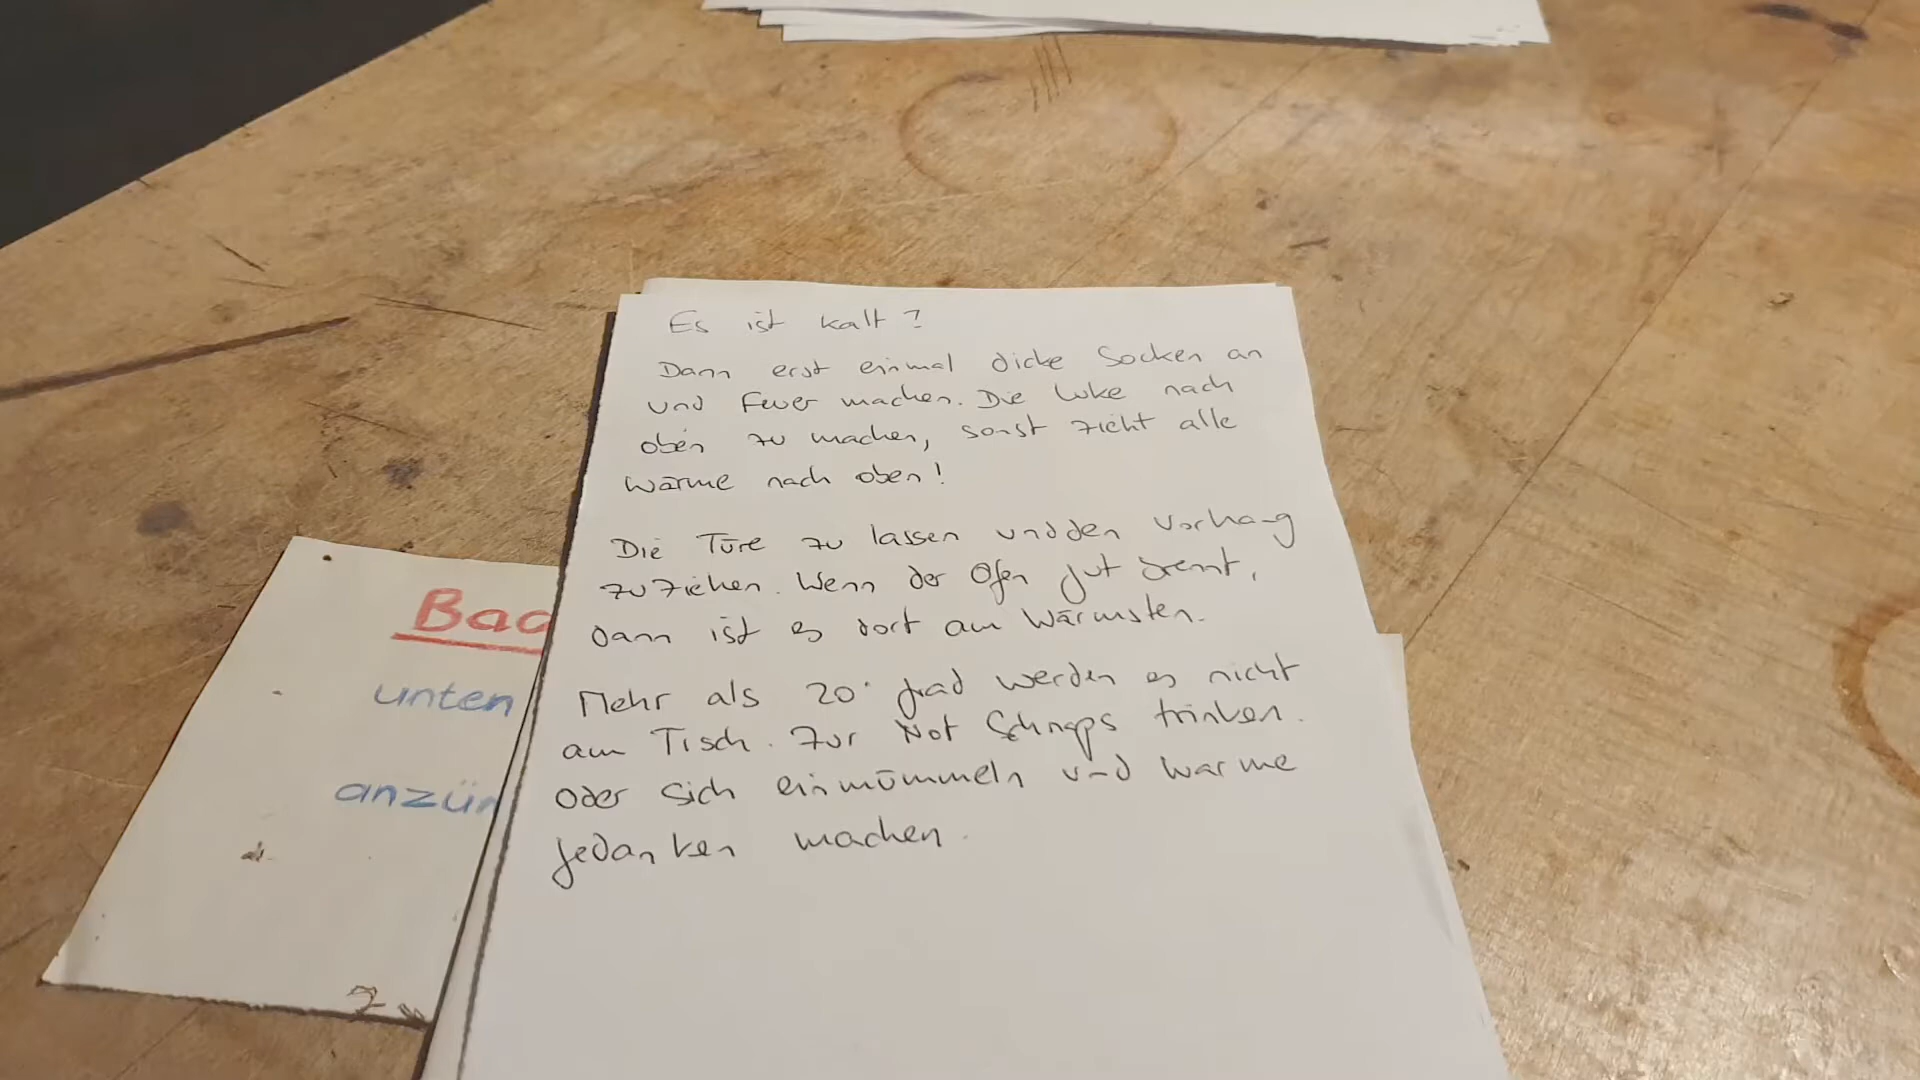 Es ist kalt?
Dann erst einmal dicke Socken an
und Feuer machen. Die Luke nach
oben zu machen, sonst zieht alle
Wärme nach oben!
Die Türe zu lassen und den Vorhang
zuziehen. Wenn der Ofen gut brennt,
dann ist es dort am Wärmsten.
Mehr als 20° grad werden es nicht
am Tisch. Zur Not Schnaps trinken.
oder sich einmümmeln und warme
gedanken machen.
Bad
unten
anzün